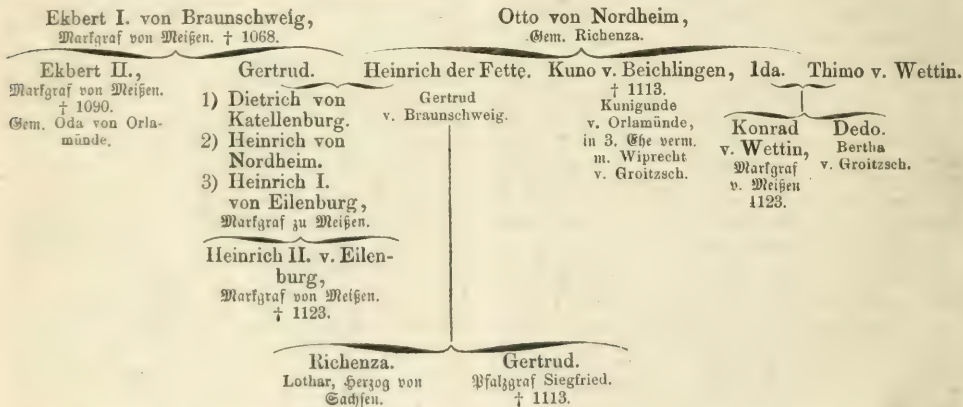 Ekbert I. von Braunschweig,
Markgraf von Meißen. † 1068.
Otto von Nordheim,
Gem. Richenza.
Ekbert II.,
Markgraf von Meißen.
† 1090.
Gem. Oda von Orla-
münde.
Gertrud.
1) Dietrich von
Katellenburg.
2) Heinrich von
Nordheim.
3) Heinrich I.
von Eilenburg,
Markgraf zu Meißen.
Heinrich II. v. Eilen-
burg,
Markgraf von Meißen.
† 1123.
Heinrich der Fette.
Gertrud
v. Braunschweig.
Kuno v. Beichlingen,
† 1113.
Kunigunde
v. Orlamünde,
in 3. Ehe verm.
m. Wiprecht
v. Groitzsch.
Ida.
Thimo v. Wettin.
Konrad
v. Wettin,
Markgraf
v. Meißen
1123.
Dedo.
Bertha
v. Groitzsch.
Richenza.
Lothar, Herzog von
Sachsen.
Gertrud.
Pfalzgraf Siegfried.
† 1113.